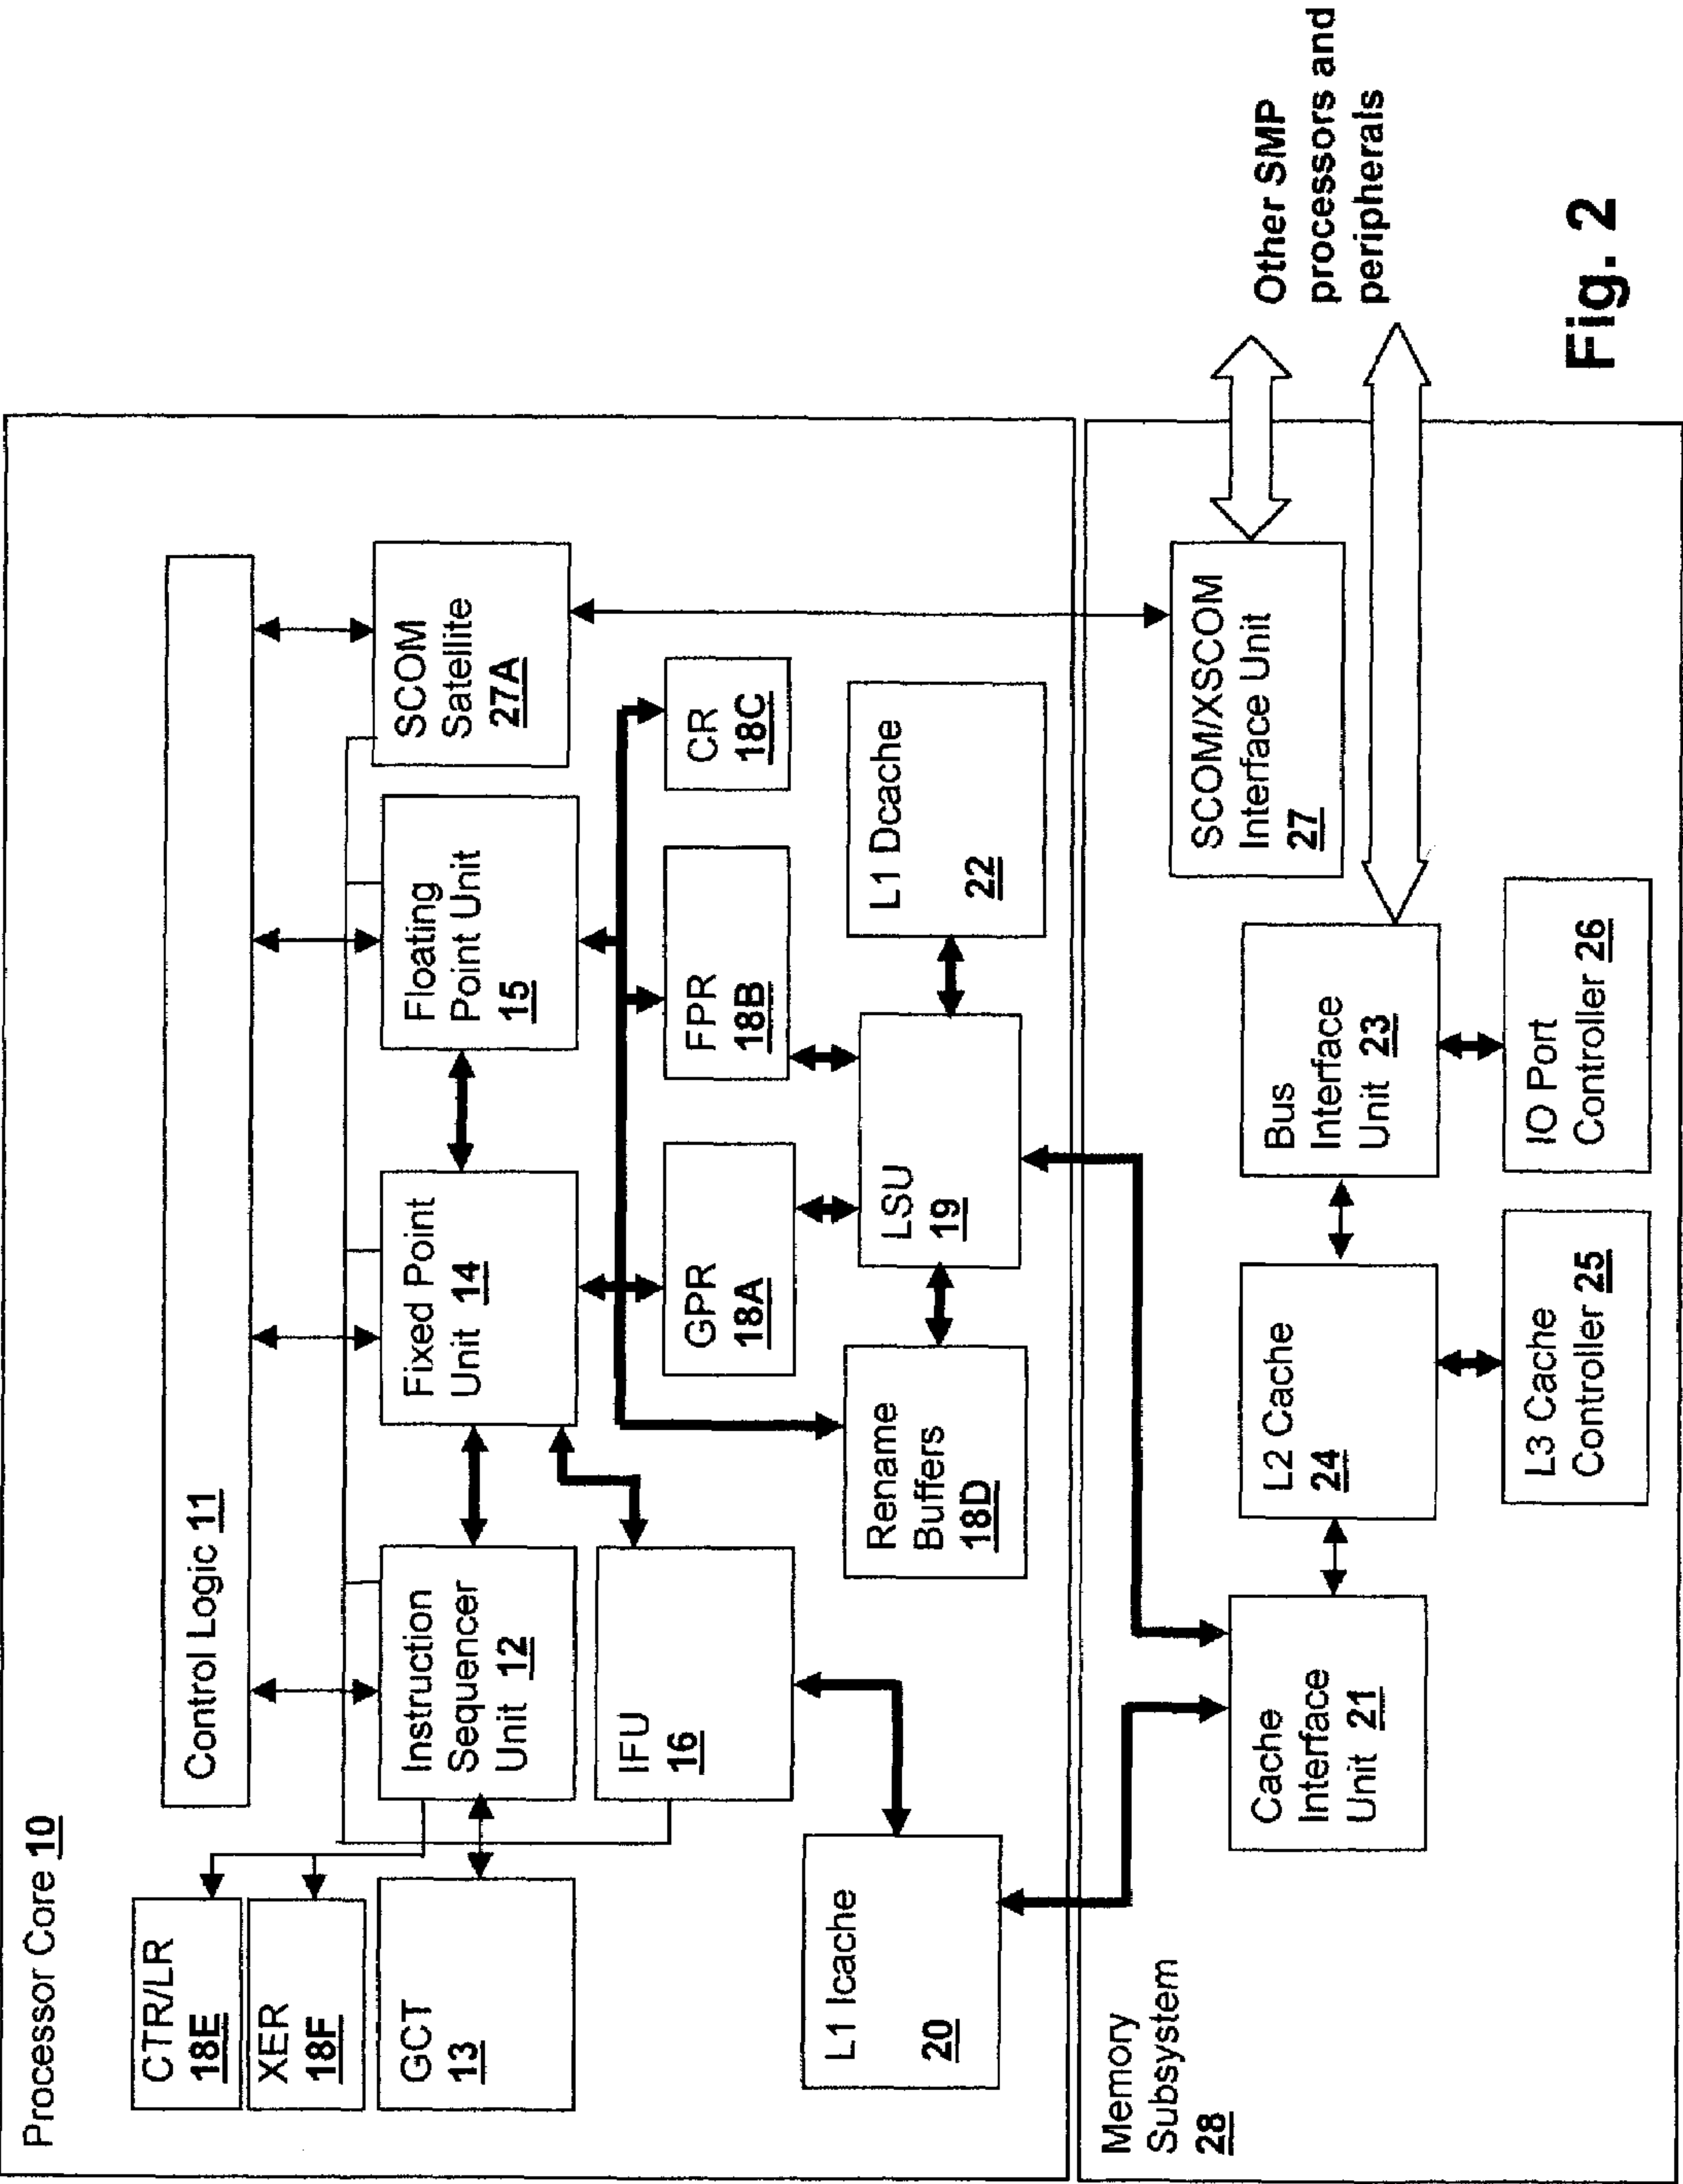 Processor Core 10
Control Logic 11
CTR/LR
18E
XER
18F
GCT
13
Instruction
Sequencer
Unit 12
Fixed Point
Unit 14
Floating
Point Unit
15
SCOM
Satellite
27A
IFU
16
GPR
18A
FPR
18B
CR
18C
L1 Icache
20
Rename
Buffers
18D
LSU
19
L1 Dcache
22
Memory
Subsystem
28
Cache
Interface
Unit 21
L2 Cache
24
Bus
Interface
Unit 23
SCOM/XSCOM
Interface Unit
27
L3 Cache
Controller 25
IO Port
Controller 26
Other SMP
processors and
peripherals
Fig. 2